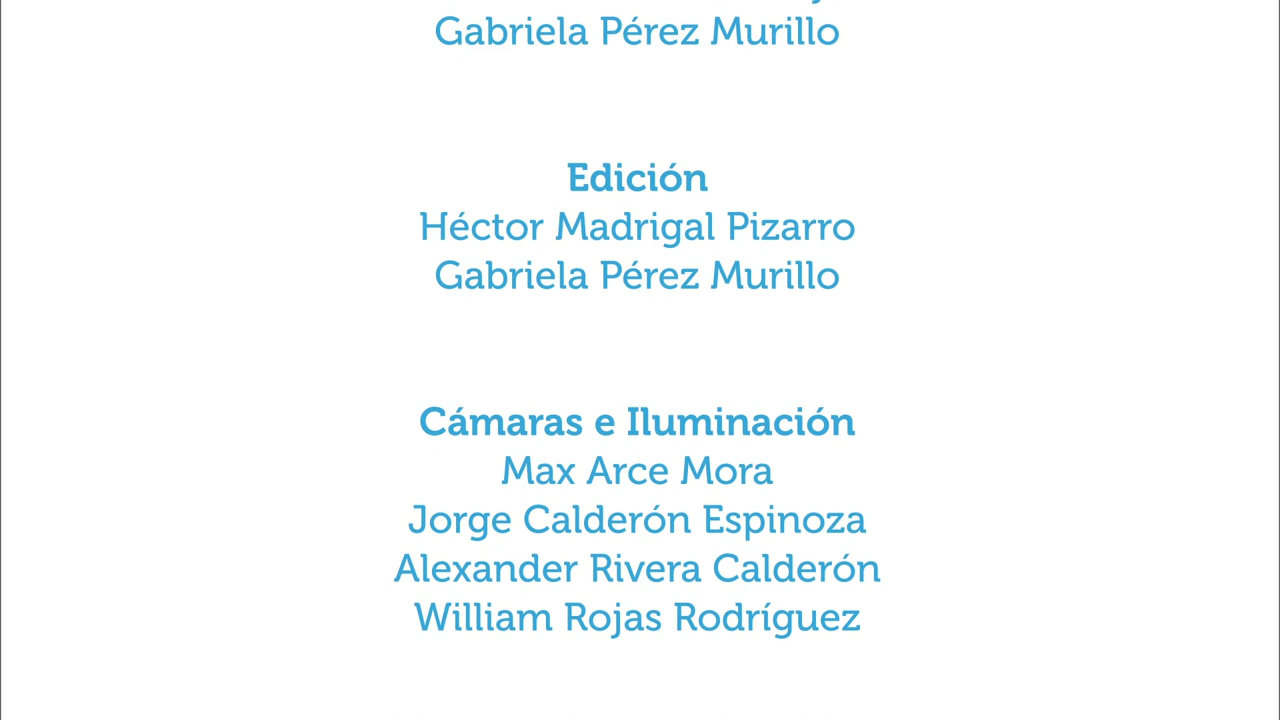 Gabriela Pérez Murillo
Edición
Héctor Madrigal Pizarro
Gabriela Pérez Murillo
Cámaras e Iluminación
Max Arce Mora
Jorge Calderón Espinoza
Alexander Rivera Calderón
William Rojas Rodríguez